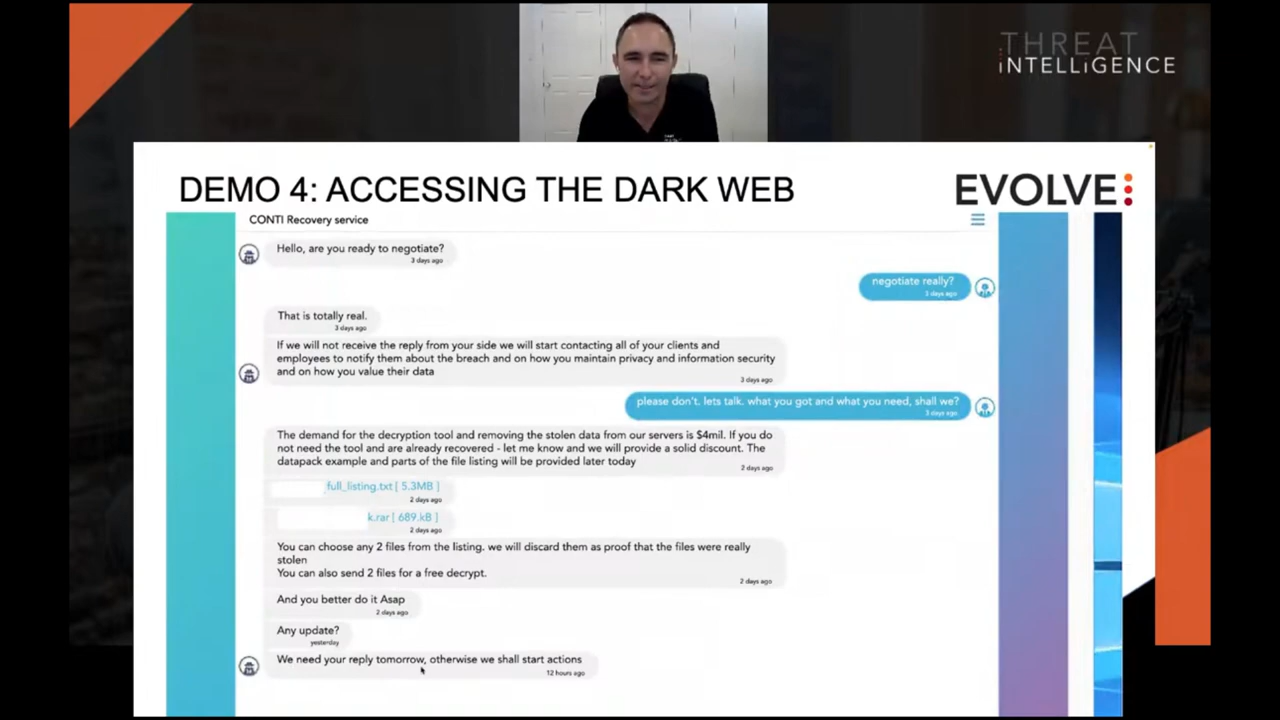 THREAT
INTELLIGENCE
DEMO 4: ACCESSING THE DARK WEB
EVOLVE
CONTI Recovery service
Hello, are you ready to negotiate?
3 days ago
negotiate really?
3 days ago
That is totally real.
3 days ago
If we will not receive the reply from your side we will start contacting all of your clients and
employees to notify them about the breach and on how you maintain privacy and information security
and on how you value their data
3 days ago
please don't. lets talk. what you got and what you need, shall we?
3 days ago
The demand for the decryption tool and removing the stolen data from our servers is $4mil. If you do
not need the tool and are already recovered - let me know and we will provide a solid discount. The
datapack example and parts of the file listing will be provided later today
2 days ago
full_listing.txt [ 5.3MB ]
2 days ago
k.rar [ 689.kB ]
2 days ago
You can choose any 2 files from the listing. we will discard them as proof that the files were really
stolen
You can also send 2 files for a free decrypt.
2 days ago
And you better do it Asap
2 days ago
Any update?
yesterday
We need your reply tomorrow, otherwise we shall start actions
12 hours ago